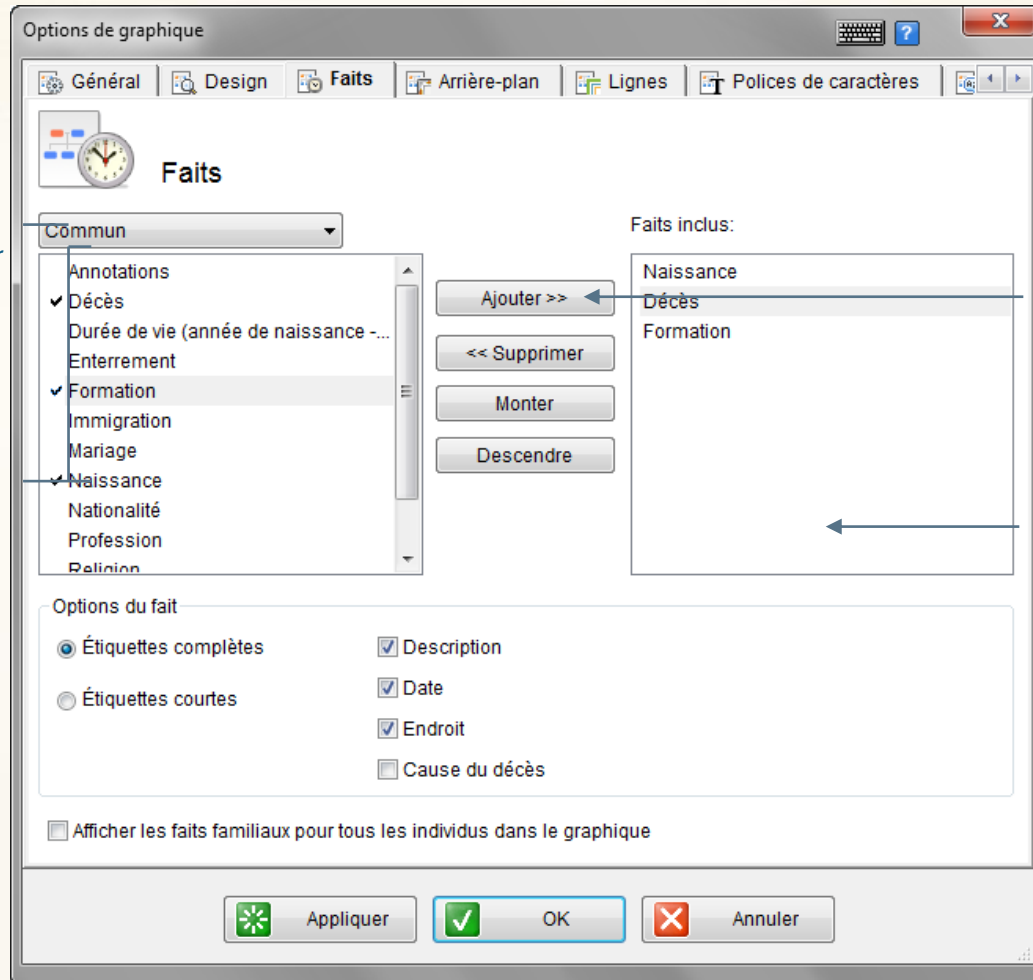 Options de graphique
Général Design Faits Arrière-plan Lignes Polices de caractères
Faits
Commun
Annotations
Décès
Durée de vie (année de naissance -...
Enterrement
Formation
Immigration
Mariage
Naissance
Nationalité
Profession
Religion
Ajouter >>
<< Supprimer
Monter
Descendre
Faits inclus:
Naissance
Décès
Formation
Options du fait
Étiquettes complètes
Étiquettes courtes
Description
Date
Endroit
Cause du décès
Afficher les faits familiaux pour tous les individus dans le graphique
Appliquer OK Annuler